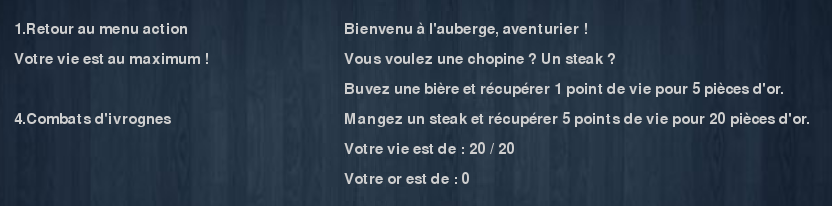 1.Retour au menu action
Votre vie est au maximum !
4.Combats d'ivrognes
Bienvenu à l'auberge, aventurier !
Vous voulez une chopine ? Un steak ?
Buvez une bière et récupérer 1 point de vie pour 5 pièces d'or.
Mangez un steak et récupérer 5 points de vie pour 20 pièces d'or.
Votre vie est de : 20 / 20
Votre or est de : 0